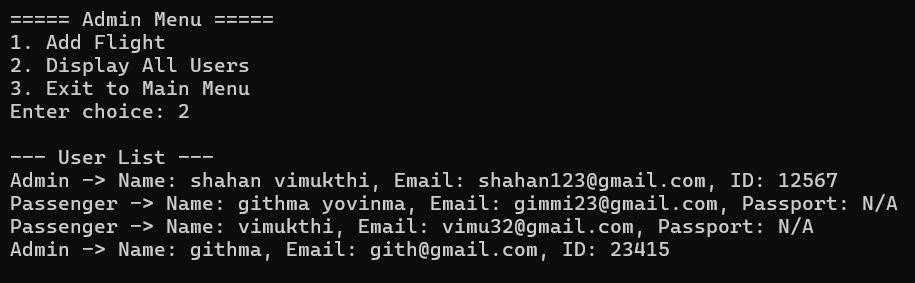 ===== Admin Menu =====
1. Add Flight
2. Display All Users
3. Exit to Main Menu
Enter choice: 2
--- User List ---
Admin -> Name: shahan vimukthi, Email: shahan123@gmail.com, ID: 12567
Passenger -> Name: githma yovinma, Email: gimmi23@gmail.com, Passport: N/A
Passenger -> Name: vimukthi, Email: vimu32@gmail.com, Passport: N/A
Admin -> Name: githma, Email: gith@gmail.com, ID: 23415